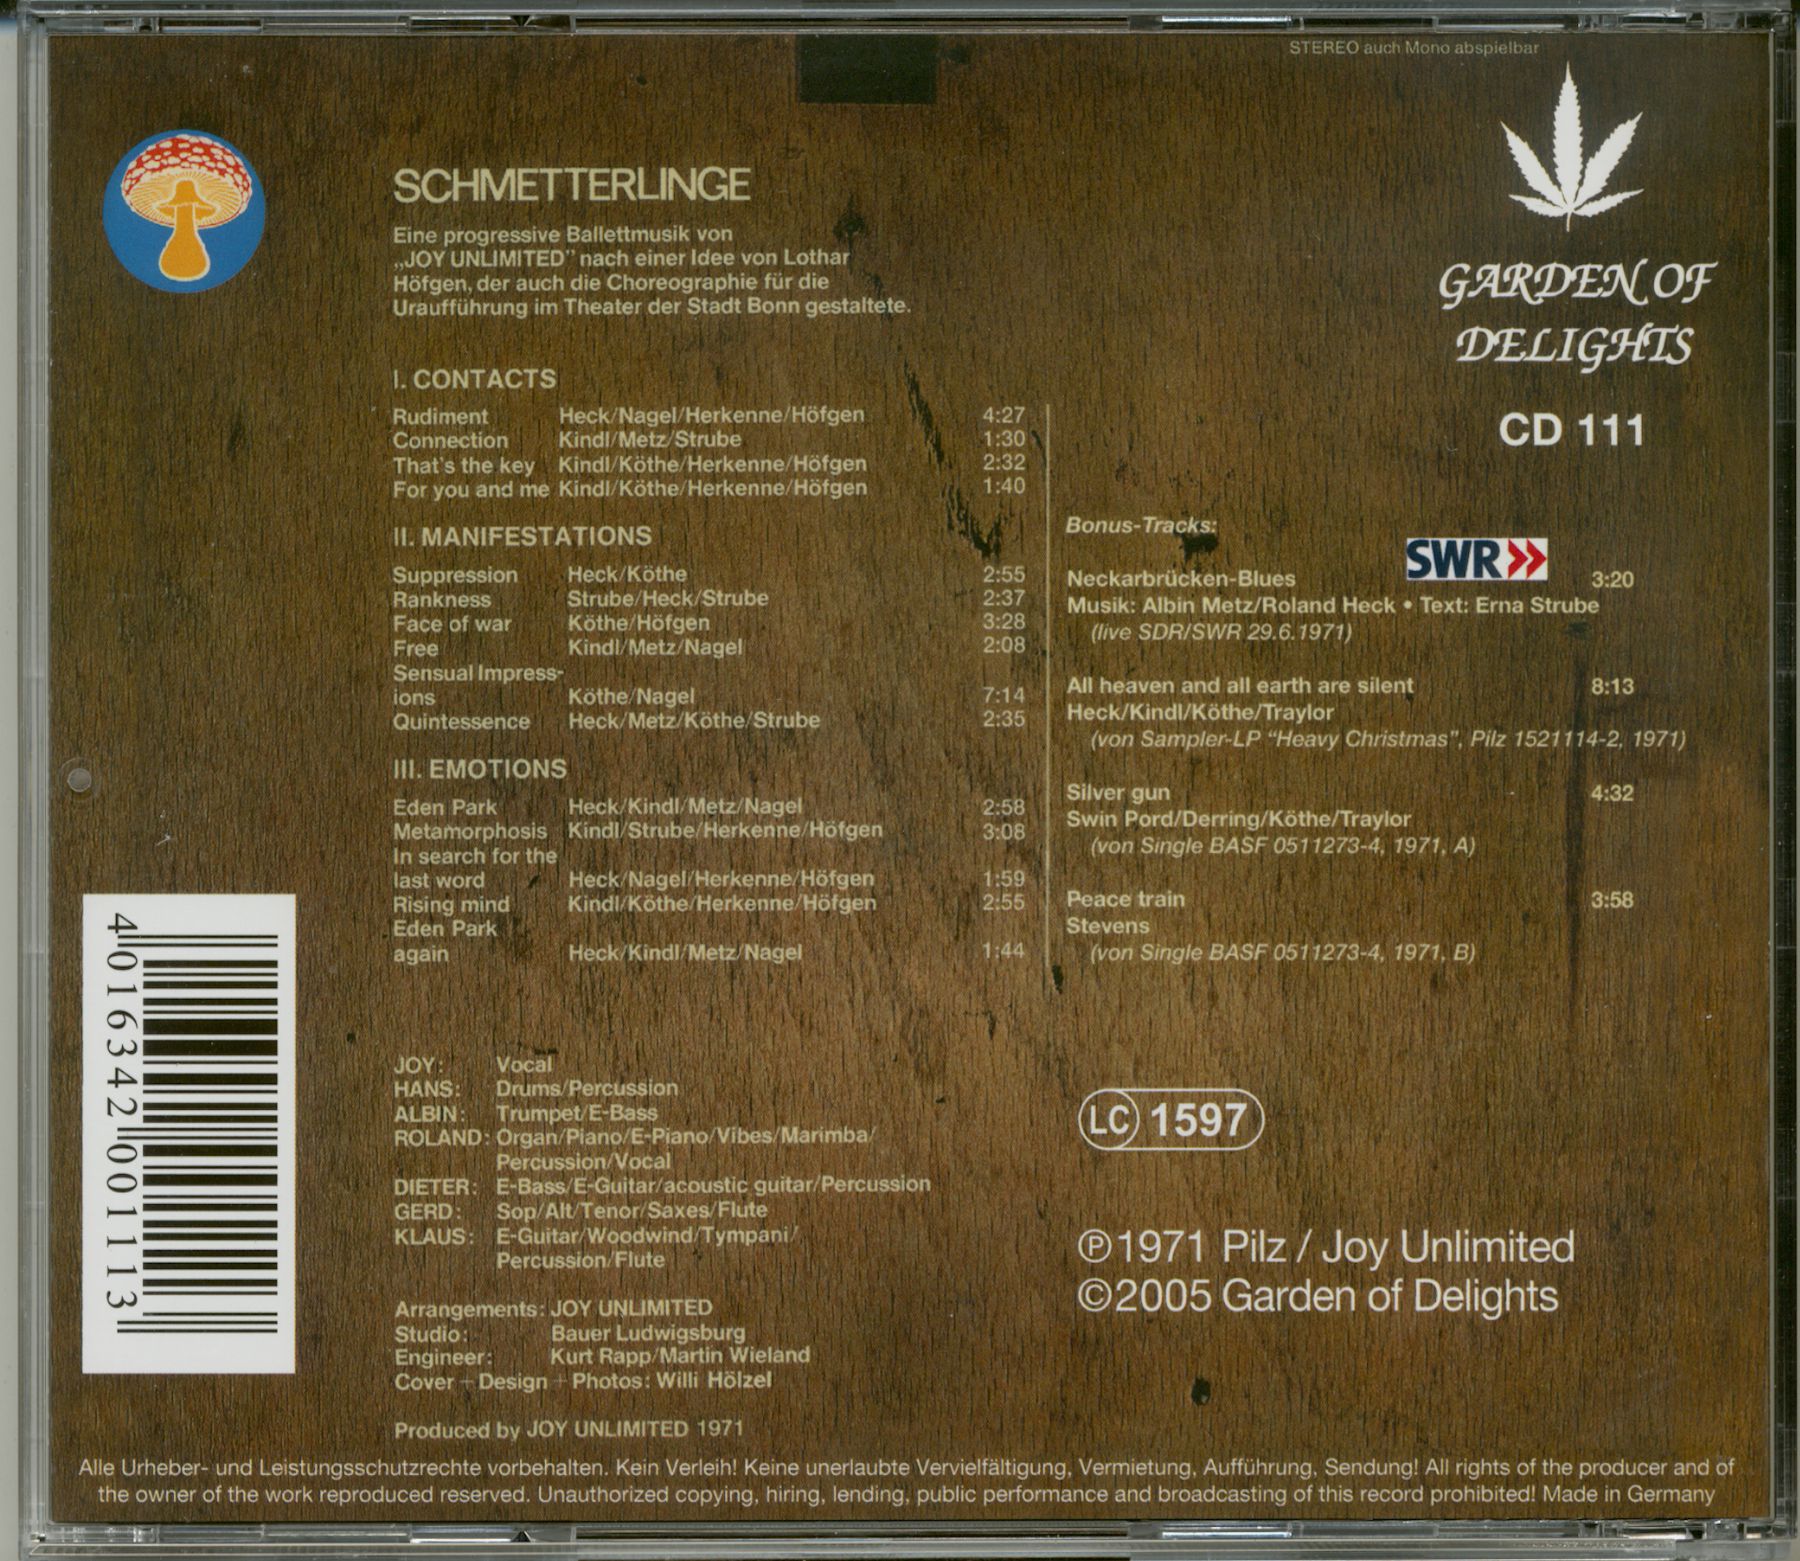 STEREO auch Mono abspielbar
GARDEN OF
DELIGHTS
CD 111
SCHMETTERLINGE
Eine progressive Ballettmusik von
„JOY UNLIMITED" nach einer Idee von Lothar
Höfgen, der auch die Choreographie für die
Uraufführung im Theater der Stadt Bonn gestaltete.
I. CONTACTS
Rudiment Heck/Nagel/Herkenne/Höfgen 4:27
Connection Kindl/Metz/Strube 1:30
That's the key Kindl/Köthe/Herkenne/Höfgen 2:32
For you and me Kindl/Köthe/Herkenne/Höfgen 1:40
II. MANIFESTATIONS
Suppression Heck/Köthe 2:55
Rankness Strube/Heck/Strube 2:37
Face of war Köthe/Höfgen 3:28
Free Kindl/Metz/Nagel 2:08
Sensual Impress-
ions Köthe/Nagel 7:14
Quintessence Heck/Metz/Köthe/Strube 2:35
III. EMOTIONS
Eden Park Heck/Kindl/Metz/Nagel 2:58
Metamorphosis Kindl/Strube/Herkenne/Höfgen 3:08
In search for the
last word Heck/Nagel/Herkenne/Höfgen 1:59
Rising mind Kindl/Köthe/Herkenne/Höfgen 2:55
Eden Park
again Heck/Kindl/Metz/Nagel 1:44
Bonus-Tracks:
SWR
Neckarbrücken-Blues 3:20
Musik: Albin Metz/Roland Heck • Text: Erna Strube
(live SDR/SWR 29.6.1971)
All heaven and all earth are silent 8:13
Heck/Kindl/Köthe/Traylor
(von Sampler-LP “Heavy Christmas”, Pilz 1521114-2, 1971)
Silver gun 4:32
Swin Pord/Derring/Köthe/Traylor
(von Single BASF 0511273-4, 1971, A)
Peace train 3:58
Stevens
(von Single BASF 0511273-4, 1971, B)
JOY: Vocal
HANS: Drums/Percussion
ALBIN: Trumpet/E-Bass
ROLAND: Organ/Piano/E-Piano/Vibes/Marimba/
Percussion/Vocal
DIETER: E-Bass/E-Guitar/acoustic guitar/Percussion
GERD: Sop/Alt/Tenor/Saxes/Flute
KLAUS: E-Guitar/Woodwind/Tympani/
Percussion/Flute
Arrangements: JOY UNLIMITED
Studio: Bauer Ludwigsburg
Engineer: Kurt Rapp/Martin Wieland
Cover + Design + Photos: Willi Hölzel
Produced by JOY UNLIMITED 1971
4 016342 001113
LC 1597
℗1971 Pilz / Joy Unlimited
©2005 Garden of Delights
Alle Urheber- und Leistungsschutzrechte vorbehalten. Kein Verleih! Keine unerlaubte Vervielfältigung, Vermietung, Aufführung, Sendung! All rights of the producer and of
the owner of the work reproduced reserved. Unauthorized copying, hiring, lending, public performance and broadcasting of this record prohibited! Made in Germany